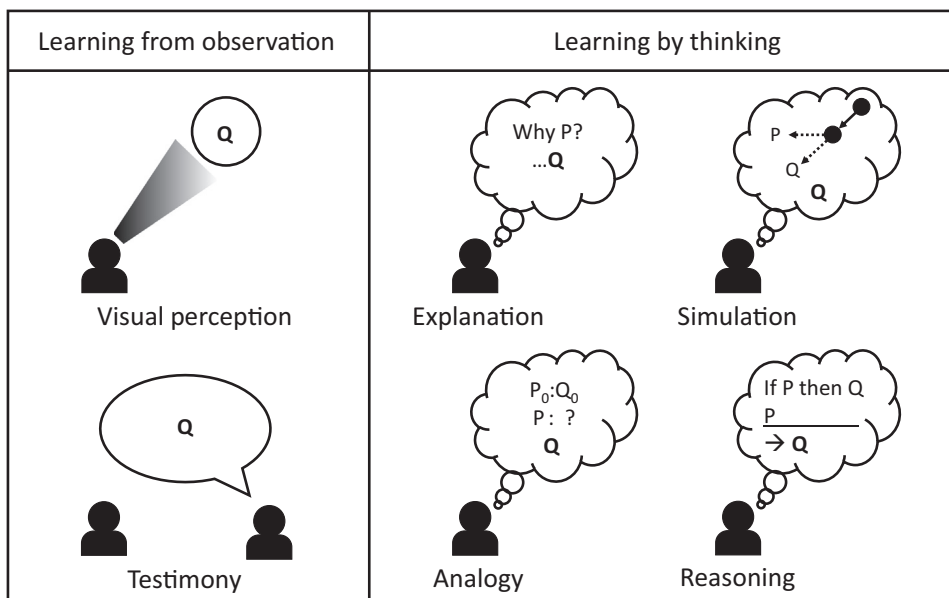 Learning from observation
Learning by thinking
Q
Visual perception
Why P?
...Q
Explanation
P
Q
Q
Simulation
Q
Testimony
P₀:Q₀
P : ?
Q
Analogy
If P then Q
P
→ Q
Reasoning